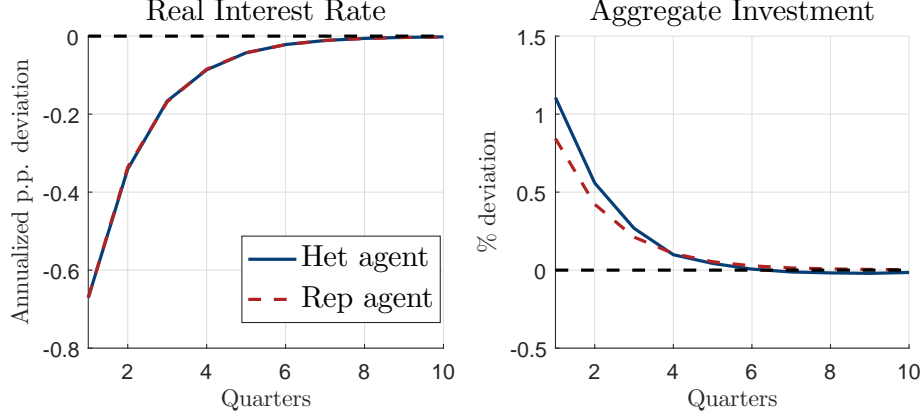 Real Interest Rate
Annualized p.p. deviation
0
-0.2
-0.4
-0.6
-0.8
2
4
6
8
10
Quarters
Het agent
Rep agent
Aggregate Investment
% deviation
1.5
1
0.5
0
-0.5
2
4
6
8
10
Quarters